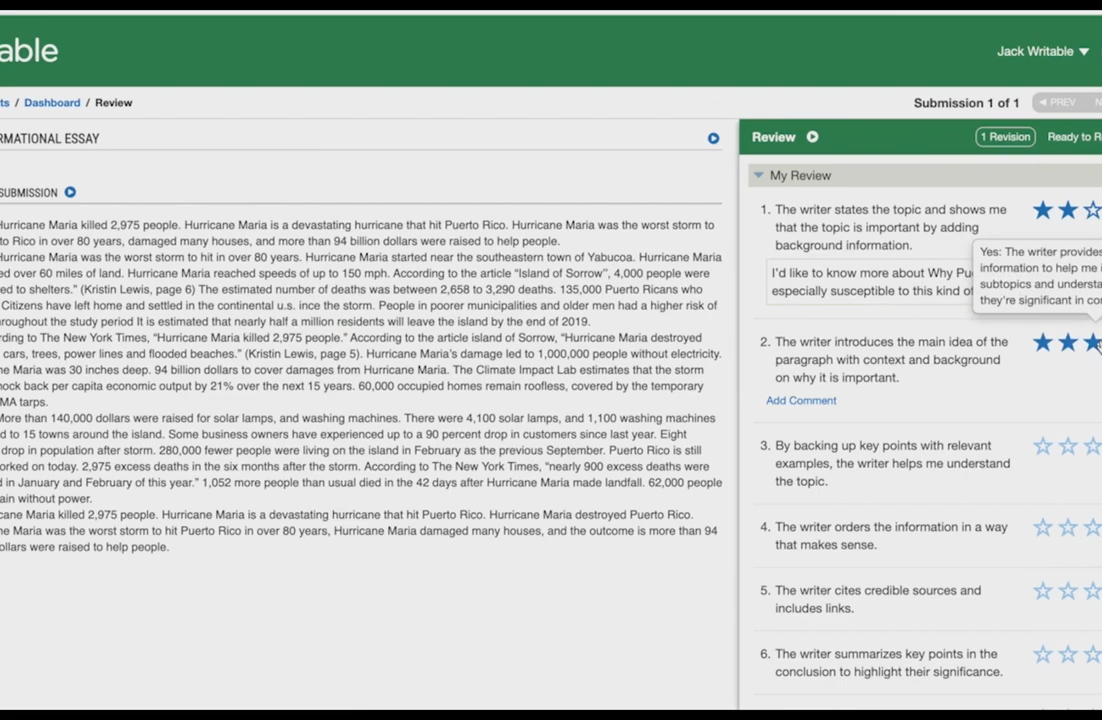 able
Jack Writable
ts / Dashboard / Review
Submission 1 of 1
PREV
RMATIONAL ESSAY
Review
1 Revision
Ready to R
SUBMISSION
My Review
Hurricane Maria killed 2,975 people. Hurricane Maria is a devastating hurricane that hit Puerto Rico. Hurricane Maria was the worst storm to
to Rico in over 80 years, damaged many houses, and more than 94 billion dollars were raised to help people.
Hurricane Maria was the worst storm to hit in over 80 years. Hurricane Maria started near the southeastern town of Yabucoa. Hurricane Maria
ed over 60 miles of land. Hurricane Maria reached speeds of up to 150 mph. According to the article “Island of Sorrow”, 4,000 people were
ed to shelters.” (Kristin Lewis, page 6) The estimated number of deaths was between 2,658 to 3,290 deaths. 135,000 Puerto Ricans who
Citizens have left home and settled in the continental u.s. ince the storm. People in poorer municipalities and older men had a higher risk of
roughout the study period It is estimated that nearly half a million residents will leave the island by the end of 2019.
rding to The New York Times, “Hurricane Maria killed 2,975 people.” According to the article island of Sorrow, “Hurricane Maria destroyed
cars, trees, power lines and flooded beaches.” (Kristin Lewis, page 5). Hurricane Maria’s damage led to 1,000,000 people without electricity.
ne Maria was 30 inches deep. 94 billion dollars to cover damages from Hurricane Maria. The Climate Impact Lab estimates that the storm
nock back per capita economic output by 21% over the next 15 years. 60,000 occupied homes remain roofless, covered by the temporary
MA tarps.
More than 140,000 dollars were raised for solar lamps, and washing machines. There were 4,100 solar lamps, and 1,100 washing machines
d to 15 towns around the island. Some business owners have experienced up to a 90 percent drop in customers since last year. Eight
drop in population after storm. 280,000 fewer people were living on the island in February as the previous September. Puerto Rico is still
orked on today. 2,975 excess deaths in the six months after the storm. According to The New York Times, “nearly 900 excess deaths were
d in January and February of this year.” 1,052 more people than usual died in the 42 days after Hurricane Maria made landfall. 62,000 people
ain without power.
cane Maria killed 2,975 people. Hurricane Maria is a devastating hurricane that hit Puerto Rico. Hurricane Maria destroyed Puerto Rico.
ne Maria was the worst storm to hit Puerto Rico in over 80 years, Hurricane Maria damaged many houses, and the outcome is more than 94
ollars were raised to help people.
1. The writer states the topic and shows me
that the topic is important by adding
background information.
I'd like to know more about Why Pu
especially susceptible to this kind of
Yes: The writer provides
information to help me i
subtopics and understa
they're significant in co
2. The writer introduces the main idea of the
paragraph with context and background
on why it is important.
Add Comment
3. By backing up key points with relevant
examples, the writer helps me understand
the topic.
4. The writer orders the information in a way
that makes sense.
5. The writer cites credible sources and
includes links.
6. The writer summarizes key points in the
conclusion to highlight their significance.